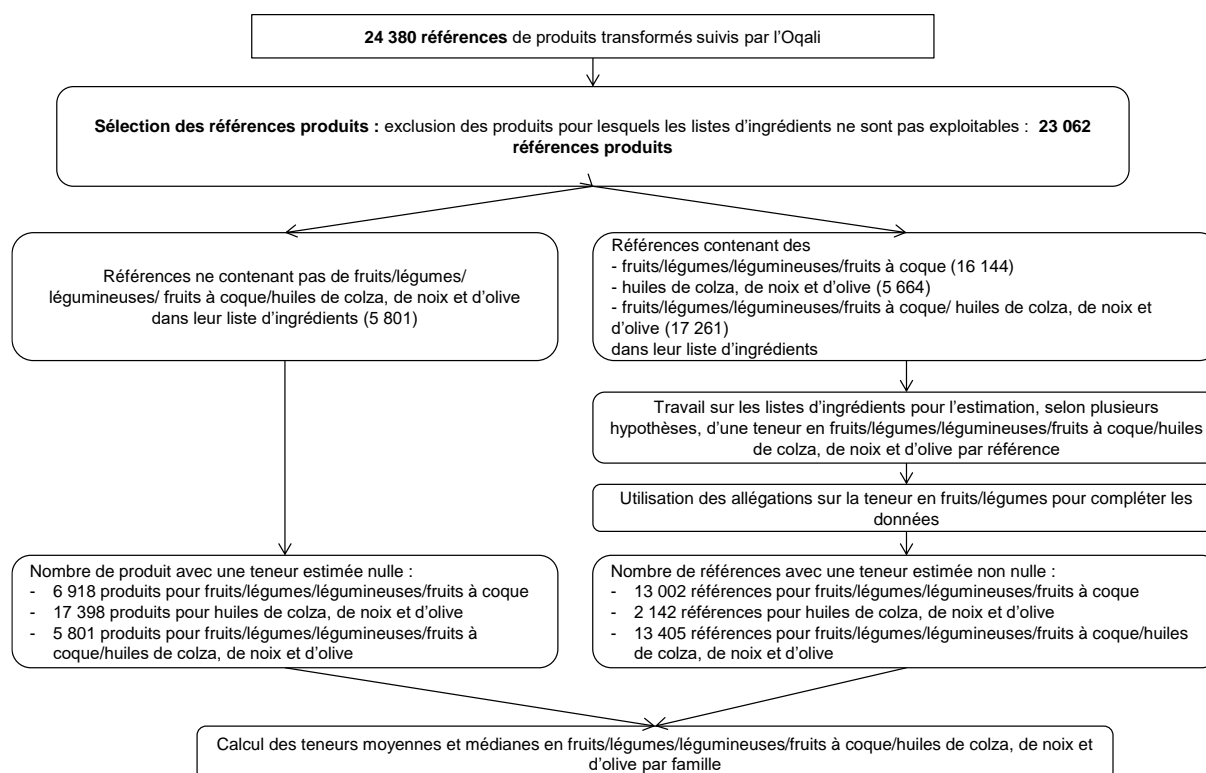 24 380 références de produits transformés suivis par l'Oqali
Sélection des références produits : exclusion des produits pour lesquels les listes d'ingrédients ne sont pas exploitables : 23 062
références produits
Références ne contenant pas de fruits/légumes/
légumineuses/ fruits à coque/huiles de colza, de noix et d'olive
dans leur liste d'ingrédients (5 801)
Références contenant des
- fruits/légumes/légumineuses/fruits à coque (16 144)
- huiles de colza, de noix et d'olive (5 664)
- fruits/légumes/légumineuses/fruits à coque/ huiles de colza, de noix et
d'olive (17 261)
dans leur liste d'ingrédients
Travail sur les listes d'ingrédients pour l'estimation, selon plusieurs
hypothèses, d'une teneur en fruits/légumes/légumineuses/fruits à coque/huiles
de colza, de noix et d'olive par référence
Utilisation des allégations sur la teneur en fruits/légumes pour compléter les
données
Nombre de produit avec une teneur estimée nulle :
- 6 918 produits pour fruits/légumes/légumineuses/fruits à coque
- 17 398 produits pour huiles de colza, de noix et d'olive
- 5 801 produits pour fruits/légumes/légumineuses/fruits à
coque/huiles de colza, de noix et d'olive
Nombre de références avec une teneur estimée non nulle :
- 13 002 références pour fruits/légumes/légumineuses/fruits à coque
- 2 142 références pour huiles de colza, de noix et d'olive
- 13 405 références pour fruits/légumes/légumineuses/fruits à coque/huiles
de colza, de noix et d'olive
Calcul des teneurs moyennes et médianes en fruits/légumes/légumineuses/fruits à coque/huiles de colza, de noix et
d'olive par famille